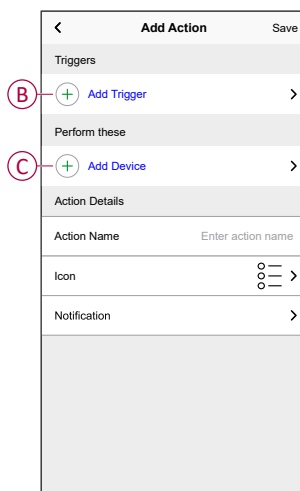 Add Action Save
Triggers
B Add Trigger
Perform these
C Add Device
Action Details
Action Name Enter action name
Icon
Notification